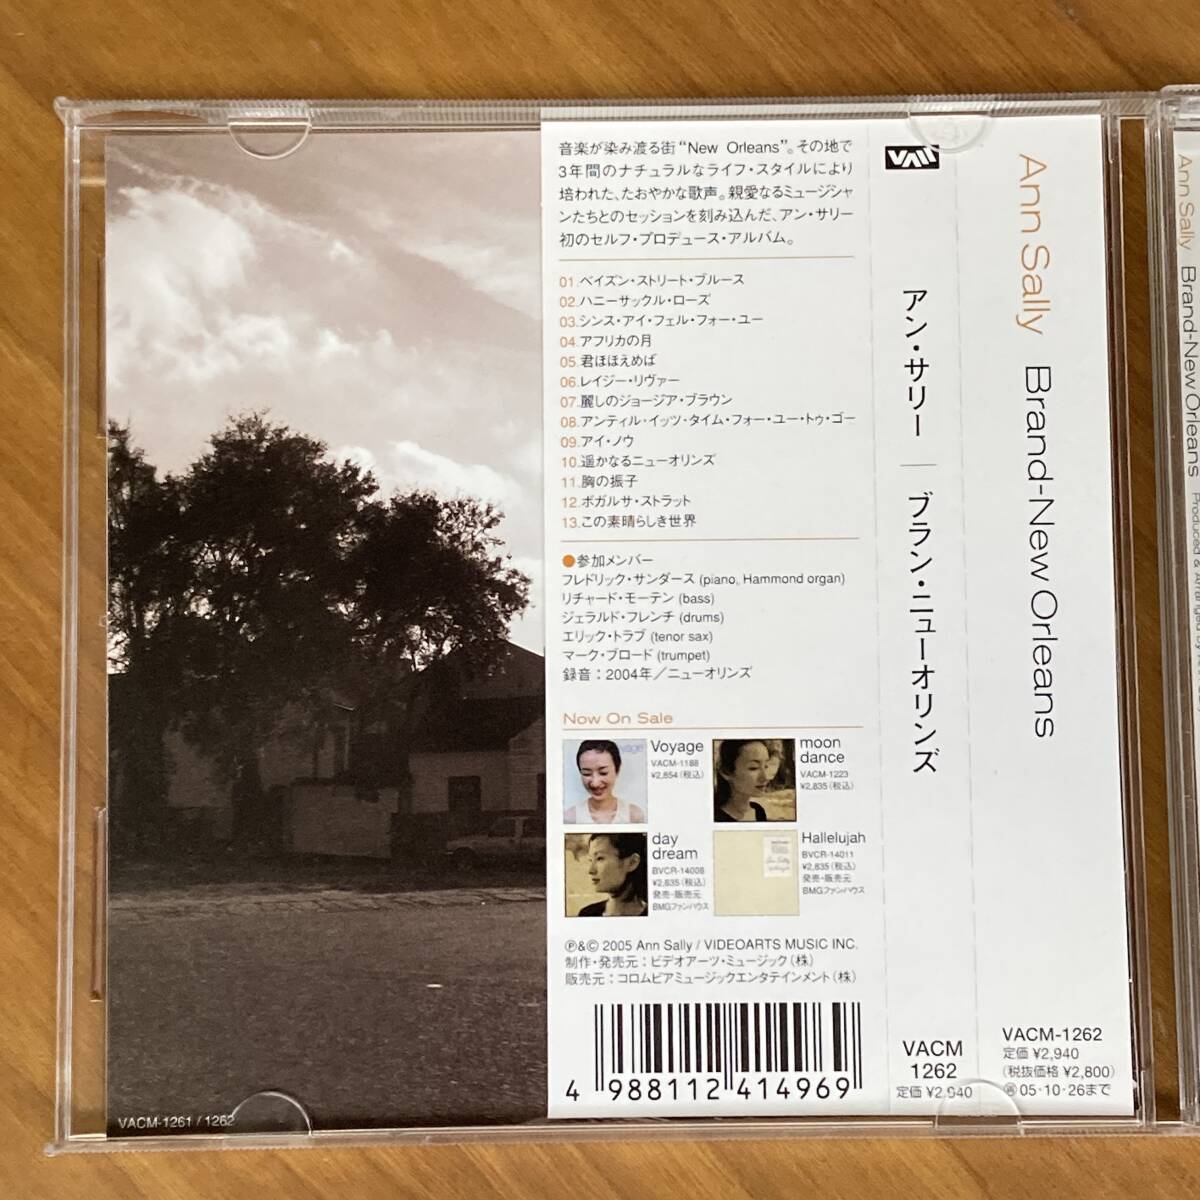 音楽が染み渡る街“New Orleans”。その地で
3年間のナチュラルなライフ・スタイルにより
培われた、たおやかな歌声。親愛なるミュージシャ
ンたちとのセッションを刻み込んだ、アン・サリー
初のセルフ・プロデュース・アルバム。
01.ベイズン・ストリート・ブルース
02.ハニーサックル・ローズ
03.シンス・アイ・フェル・フォー・ユー
04.アフリカの月
05.君ほほえめば
06.レイジー・リヴァー
07.麗しのジョージア・ブラウン
08.アンティル・イッツ・タイム・フォー・ユー・トゥ・ゴー
09.アイ・ノウ
10.遥かなるニューオリンズ
11.胸の振子
12.ボガルサ・ストラット
13.この素晴らしき世界
●参加メンバー
フレドリック・サンダース (piano, Hammond organ)
リチャード・モーテン (bass)
ジェラルド・フレンチ (drums)
エリック・トラブ (tenor sax)
マーク・ブロード (trumpet)
録音：2004年／ニューオリンズ
Now On Sale
Voyage
VACM-1188
¥2,854（税込）
moon
dance
VACM-1223
¥2,835（税込）
day
dream
BVCR-14008
¥2,835（税込）
発売・販売元
BMGファンハウス
Hallelujah
BVCR-14011
¥2,835（税込）
発売・販売元
BMGファンハウス
℗&© 2005 Ann Sally / VIDEOARTS MUSIC INC.
制作・発売元：ビデオアーツ・ミュージック（株）
販売元：コロムビアミュージックエンタテインメント（株）
4 988112 414969
VACM-1261 / 1262
アン・サリー｜ブラン・ニューオリンズ
VACM
1262
定価 ¥2,940
Ann Sally Brand-New Orleans
VACM-1262
定価 ¥2,940
（税抜価格 ¥2,800）
05・10・26まで
Ann Sally Brand-New Orleans Produced & Arranged by